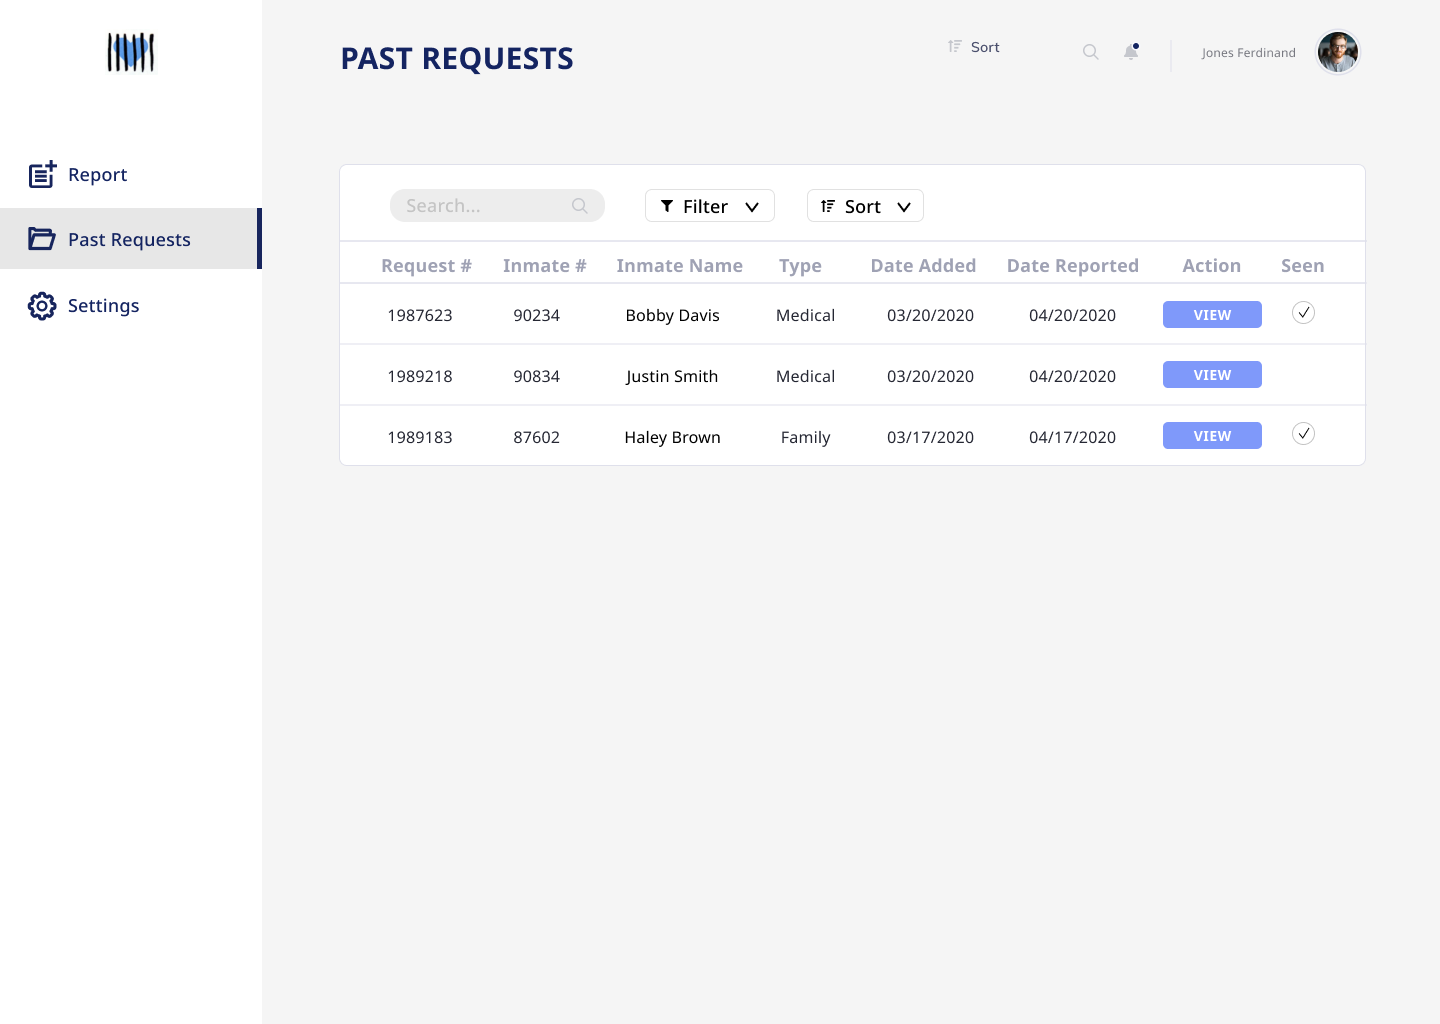 PAST REQUESTS
Sort
Jones Ferdinand
Report
Past Requests
Settings
Search...
Filter
Sort
Request # Inmate # Inmate Name Type Date Added Date Reported Action Seen
1987623 90234 Bobby Davis Medical 03/20/2020 04/20/2020 VIEW
1989218 90834 Justin Smith Medical 03/20/2020 04/20/2020 VIEW
1989183 87602 Haley Brown Family 03/17/2020 04/17/2020 VIEW